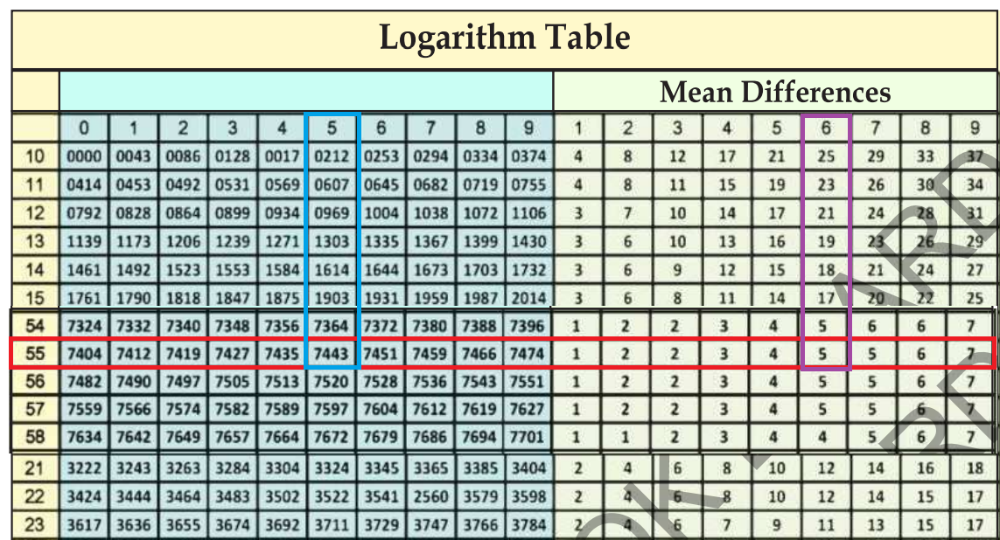 Logarithm Table
Mean Differences
0 1 2 3 4 5 6 7 8 9 1 2 3 4 5 6 7 8 9
10 0000 0043 0086 0128 0017 0212 0253 0294 0334 0374 4 8 12 17 21 25 29 33 37
11 0414 0453 0492 0531 0569 0607 0645 0682 0719 0755 4 8 11 15 19 23 26 30 34
12 0792 0828 0864 0899 0934 0969 1004 1038 1072 1106 3 7 10 14 17 21 24 28 31
13 1139 1173 1206 1239 1271 1303 1335 1367 1399 1430 3 6 10 13 16 19 23 26 29
14 1461 1492 1523 1553 1584 1614 1644 1673 1703 1732 3 6 9 12 15 18 21 24 27
15 1761 1790 1818 1847 1875 1903 1931 1959 1987 2014 3 6 8 11 14 17 20 22 25
54 7324 7332 7340 7348 7356 7364 7372 7380 7388 7396 1 2 2 3 4 5 6 6 7
55 7404 7412 7419 7427 7435 7443 7451 7459 7466 7474 1 2 2 3 4 5 5 6 7
56 7482 7490 7497 7505 7513 7520 7528 7536 7543 7551 1 2 2 3 4 5 5 6 7
57 7559 7566 7574 7582 7589 7597 7604 7612 7619 7627 1 2 2 3 4 5 5 6 7
58 7634 7642 7649 7657 7664 7672 7679 7686 7694 7701 1 1 2 3 4 4 5 6 7
21 3222 3243 3263 3284 3304 3324 3345 3365 3385 3404 2 4 6 8 10 12 14 16 18
22 3424 3444 3464 3483 3502 3522 3541 2560 3579 3598 2 4 6 8 10 12 14 15 17
23 3617 3636 3655 3674 3692 3711 3729 3747 3766 3784 2 4 6 7 9 11 13 15 17